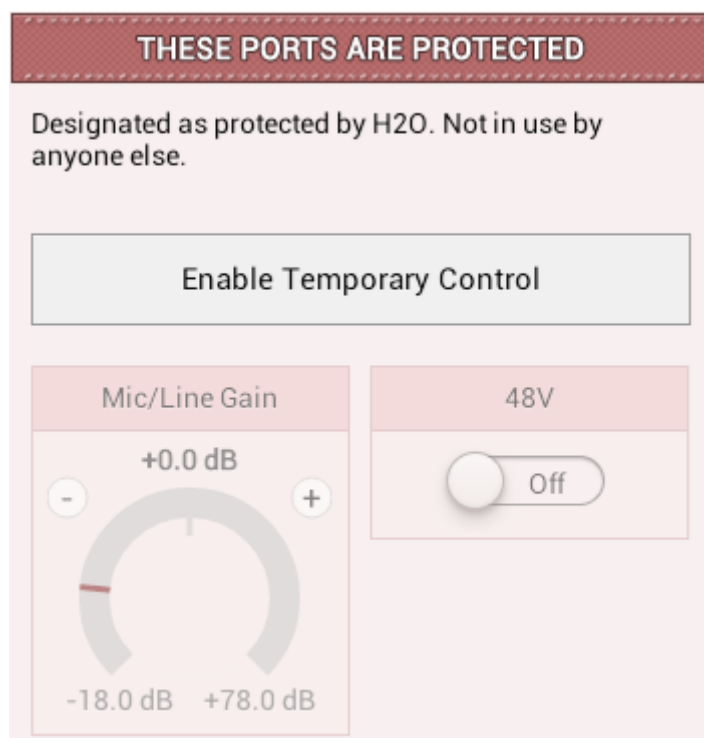 THESE PORTS ARE PROTECTED
Designated as protected by H2O. Not in use by
anyone else.
Enable Temporary Control
Mic/Line Gain
+0.0 dB
-
+
-18.0 dB +78.0 dB
48V
Off